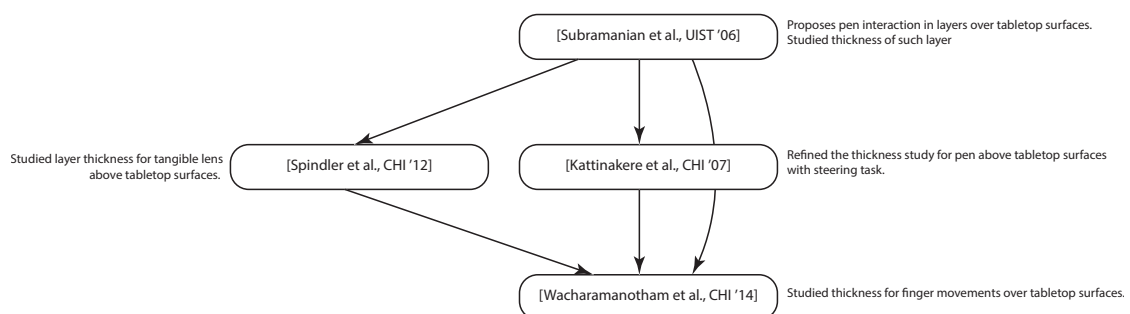 [Subramanian et al., UIST '06]
Proposes pen interaction in layers over tabletop surfaces.
Studied thickness of such layer
Studied layer thickness for tangible lens
above tabletop surfaces.
[Spindler et al., CHI '12]
[Kattinakere et al., CHI '07]
Refined the thickness study for pen above tabletop surfaces
with steering task.
[Wacharamanotham et al., CHI '14]
Studied thickness for finger movements over tabletop surfaces.